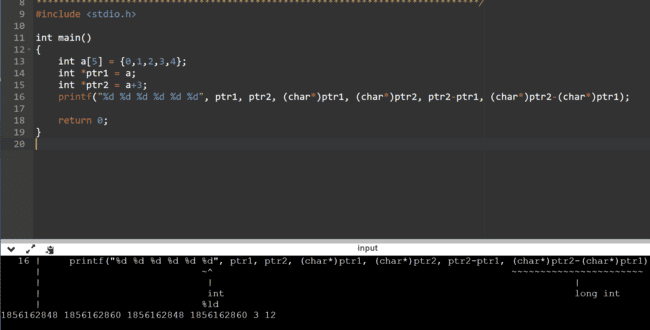 8 *******************************************************************************/
9 #include <stdio.h>
10
11 int main()
12 {
13 int a[5] = {0,1,2,3,4};
14 int *ptr1 = a;
15 int *ptr2 = a+3;
16 printf("%d %d %d %d %d %d", ptr1, ptr2, (char*)ptr1, (char*)ptr2, ptr2-ptr1, (char*)ptr2-(char*)ptr1);
17
18 return 0;
19 }
20
input
16 | printf("%d %d %d %d %d %d", ptr1, ptr2, (char*)ptr1, (char*)ptr2, ptr2-ptr1, (char*)ptr2-(char*)ptr1)
| ~^ ~~~~~~~~~~~~~~~~~~~~~~~
| | |
| int long int
| %ld
1856162848 1856162860 1856162848 1856162860 3 12